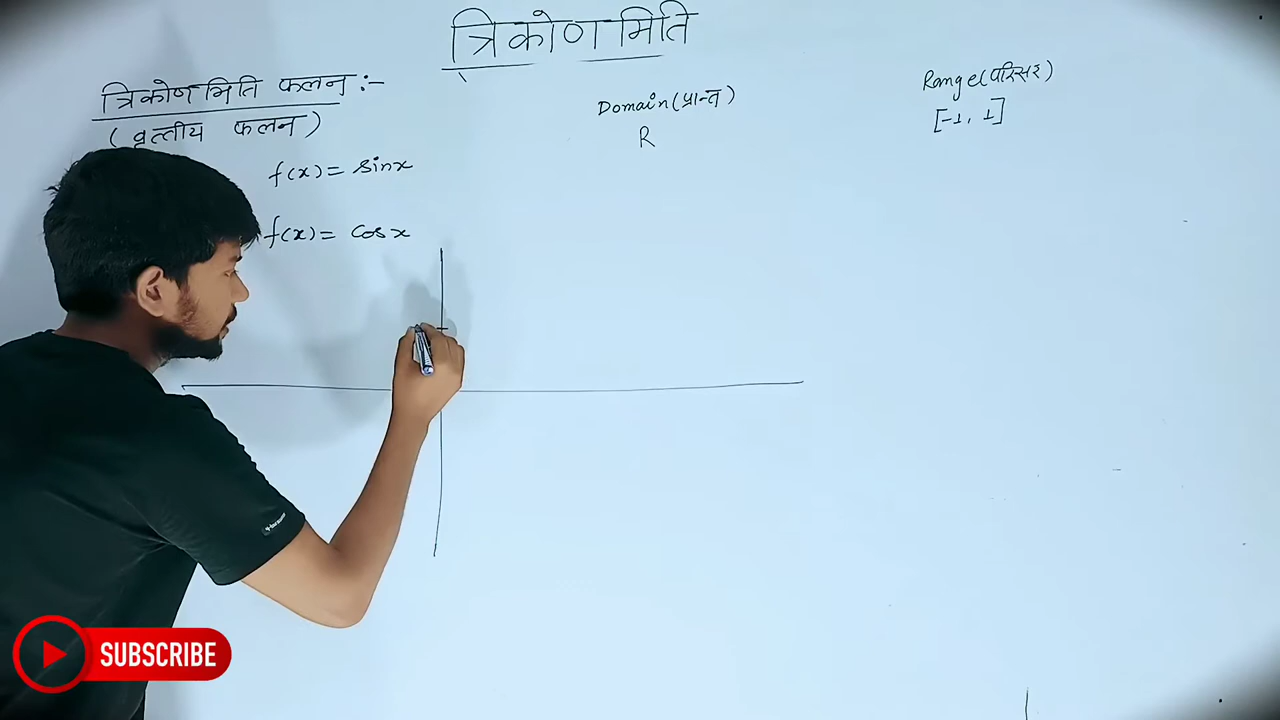 त्रिकोणमिति
त्रिकोणमिति फलन :-
(वृत्तीय फलन)
Domain (प्रान्त)
Range (परिसर)
R
[-1, 1]
f(x) = sinx
f(x) = cosx
SUBSCRIBE